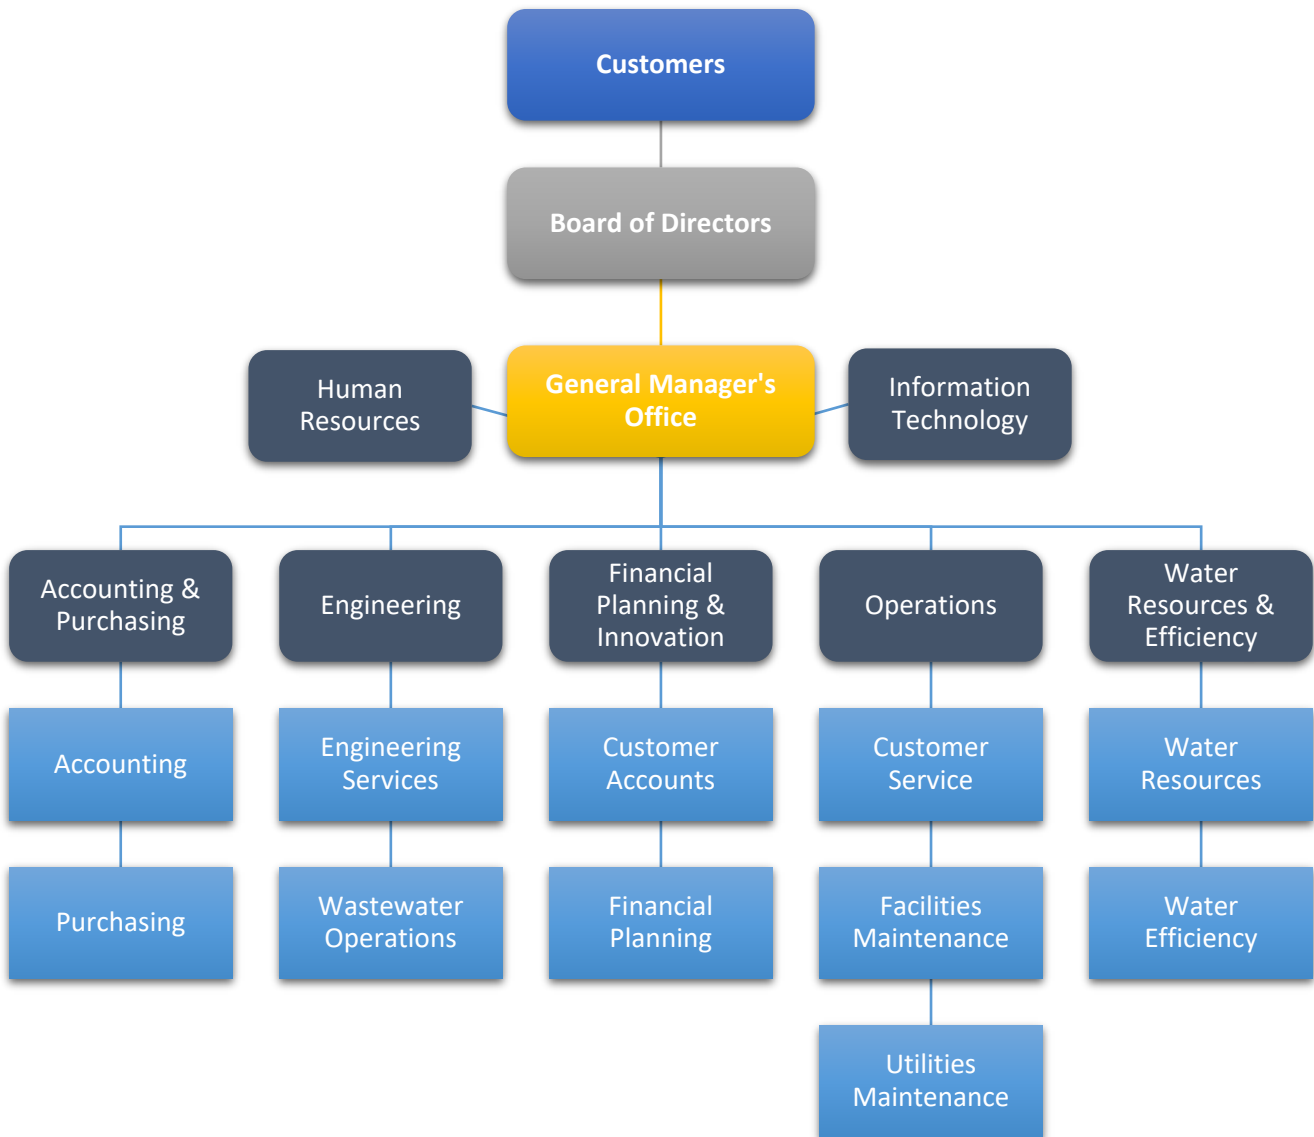 Customers
Board of Directors
Human
Resources
General Manager's
Office
Information
Technology
Accounting &
Purchasing
Engineering
Financial
Planning &
Innovation
Operations
Water
Resources &
Efficiency
Accounting
Engineering
Services
Customer
Accounts
Customer
Service
Water
Resources
Purchasing
Wastewater
Operations
Financial
Planning
Facilities
Maintenance
Water
Efficiency
Utilities
Maintenance